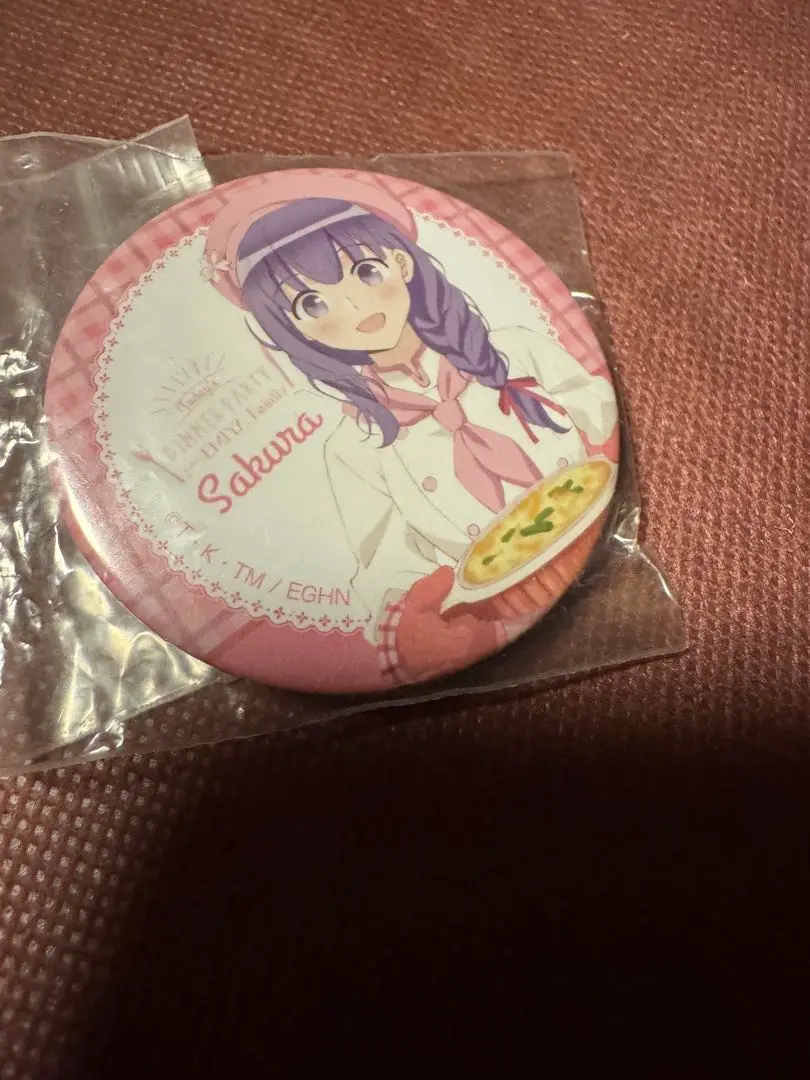 DINNER PARTY
Sakura
©T,K・TM / EGHN